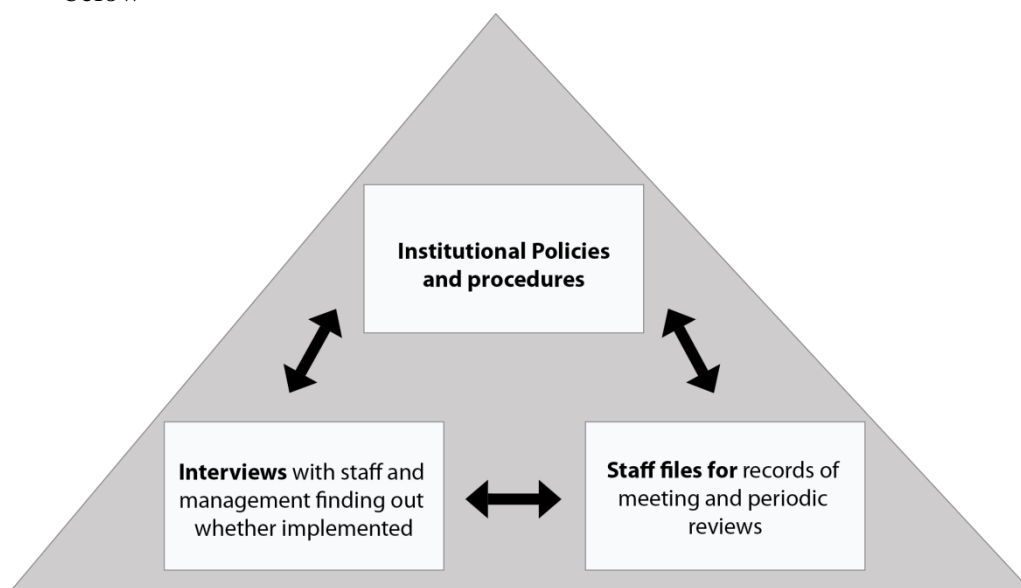 Institutional Policies
and procedures
Interviews with staff and
management finding out
whether implemented
Staff files for records of
meeting and periodic
reviews